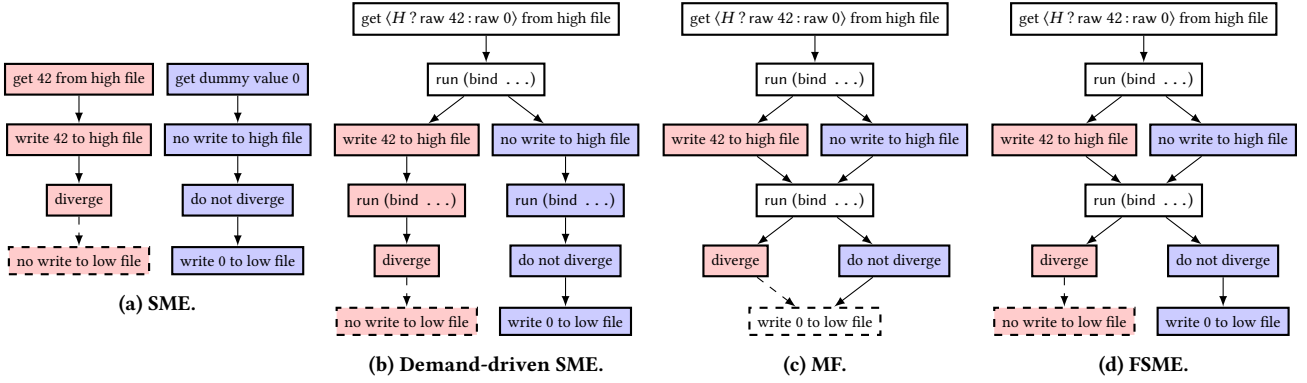 get 42 from high file
get dummy value 0
write 42 to high file
no write to high file
diverge
do not diverge
no write to low file
write 0 to low file
(a) SME.
get ⟨H ? raw 42 : raw 0⟩ from high file
run (bind ...)
write 42 to high file
no write to high file
run (bind ...)
run (bind ...)
diverge
do not diverge
no write to low file
write 0 to low file
(b) Demand-driven SME.
get ⟨H ? raw 42 : raw 0⟩ from high file
run (bind ...)
write 42 to high file
no write to high file
run (bind ...)
diverge
do not diverge
write 0 to low file
(c) MF.
get ⟨H ? raw 42 : raw 0⟩ from high file
run (bind ...)
write 42 to high file
no write to high file
run (bind ...)
diverge
do not diverge
no write to low file
write 0 to low file
(d) FSME.